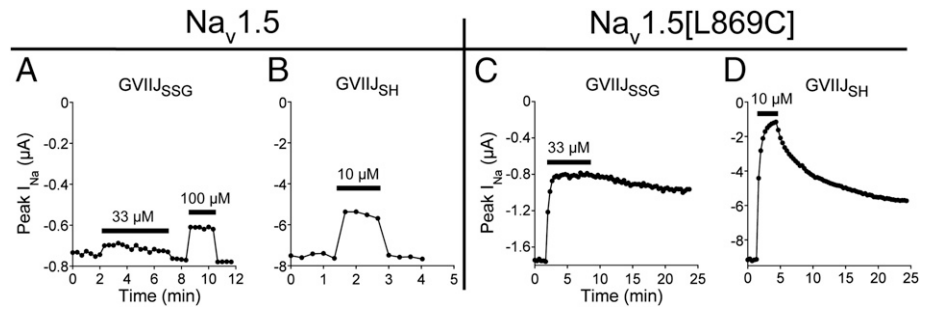 Nav1.5
Nav1.5[L869C]
A
GVIIJSSG
Peak INa (µA)
0
-0.2
-0.4
-0.6
-0.8
33 µM
100 µM
0 2 4 6 8 10 12
Time (min)
B
GVIIJSH
0
-2
-4
-6
-8
10 µM
0 1 2 3 4 5
C
GVIIJSSG
Peak INa (µA)
0
-0.4
-0.8
-1.2
-1.6
33 µM
0 5 10 15 20 25
Time (min)
D
GVIIJSH
0
-2
-4
-6
-8
10 µM
0 5 10 15 20 25